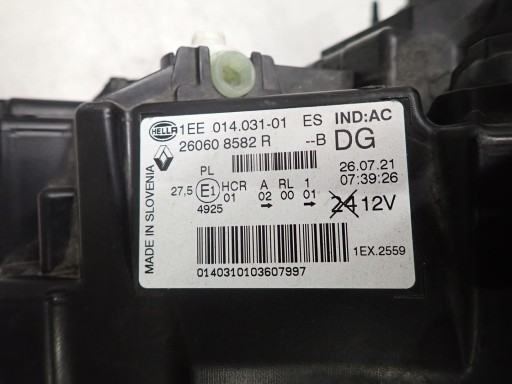 HELLA 1EE 014.031-01 ES IND:AC
26060 8582 R --B DG
PL 26.07.21
27,5 E1 HCR A RL 1 07:39:26
01 02 00 01
4925 → → 24 12V
MADE IN SLOVENIA
1EX.2559
0140310103607997